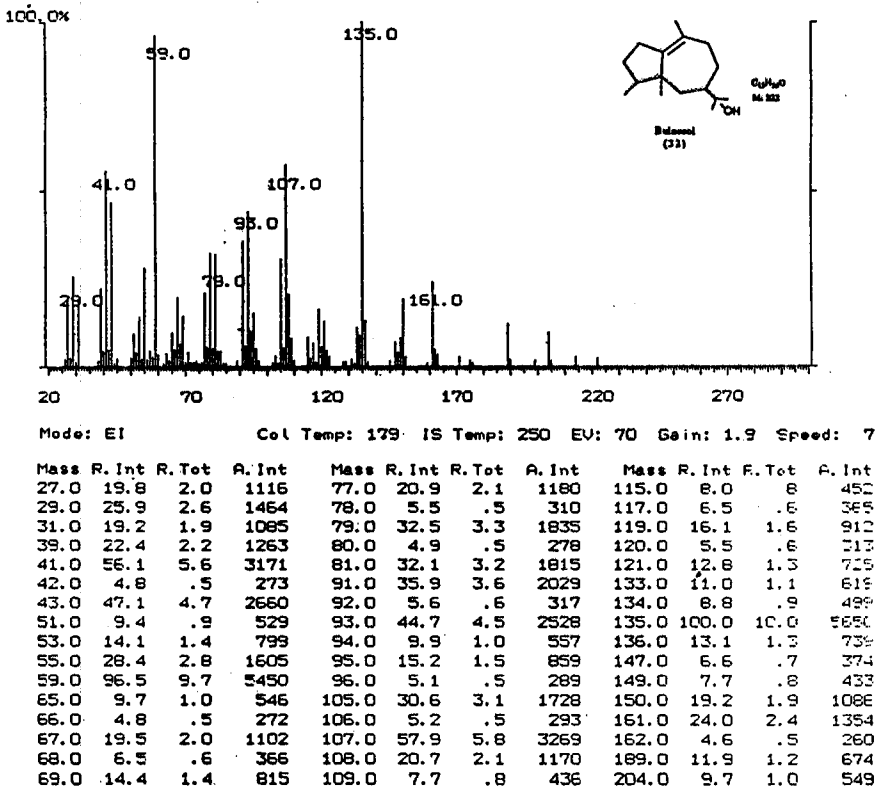 100.0%
135.0
59.0
OH
(33)
41.0
107.0
93.0
79.0
29.0
161.0
20 70 120 170 220 270
Mode: EI Col Temp: 179 IS Temp: 250 EV: 70 Gain: 1.9 Speed: 7
Mass R. Int R. Tot A. Int Mass R. Int R. Tot A. Int Mass R. Int R. Tot A. Int
27.0 19.8 2.0 1116 77.0 20.9 2.1 1180 115.0 8.0 8 452
29.0 25.9 2.6 1464 78.0 5.5 .5 310 117.0 6.5 .6 365
31.0 19.2 1.9 1085 79.0 32.5 3.3 1835 119.0 16.1 1.6 912
39.0 22.4 2.2 1263 80.0 4.9 .5 278 120.0 5.5 .6 313
41.0 56.1 5.6 3171 81.0 32.1 3.2 1815 121.0 12.8 1.3 725
42.0 4.8 .5 273 91.0 35.9 3.6 2029 133.0 11.0 1.1 619
43.0 47.1 4.7 2660 92.0 5.6 .6 317 134.0 8.8 .9 499
51.0 9.4 .9 529 93.0 44.7 4.5 2528 135.0 100.0 10.0 5650
53.0 14.1 1.4 799 94.0 9.9 1.0 557 136.0 13.1 1.3 739
55.0 28.4 2.8 1605 95.0 15.2 1.5 859 147.0 6.6 .7 374
59.0 96.5 9.7 5450 96.0 5.1 .5 289 149.0 7.7 .8 433
65.0 9.7 1.0 546 105.0 30.6 3.1 1728 150.0 19.2 1.9 1086
66.0 4.8 .5 272 106.0 5.2 .5 293 161.0 24.0 2.4 1354
67.0 19.5 2.0 1102 107.0 57.9 5.8 3269 162.0 4.6 .5 260
68.0 6.5 .6 366 108.0 20.7 2.1 1170 189.0 11.9 1.2 674
69.0 14.4 1.4 815 109.0 7.7 .8 436 204.0 9.7 1.0 549